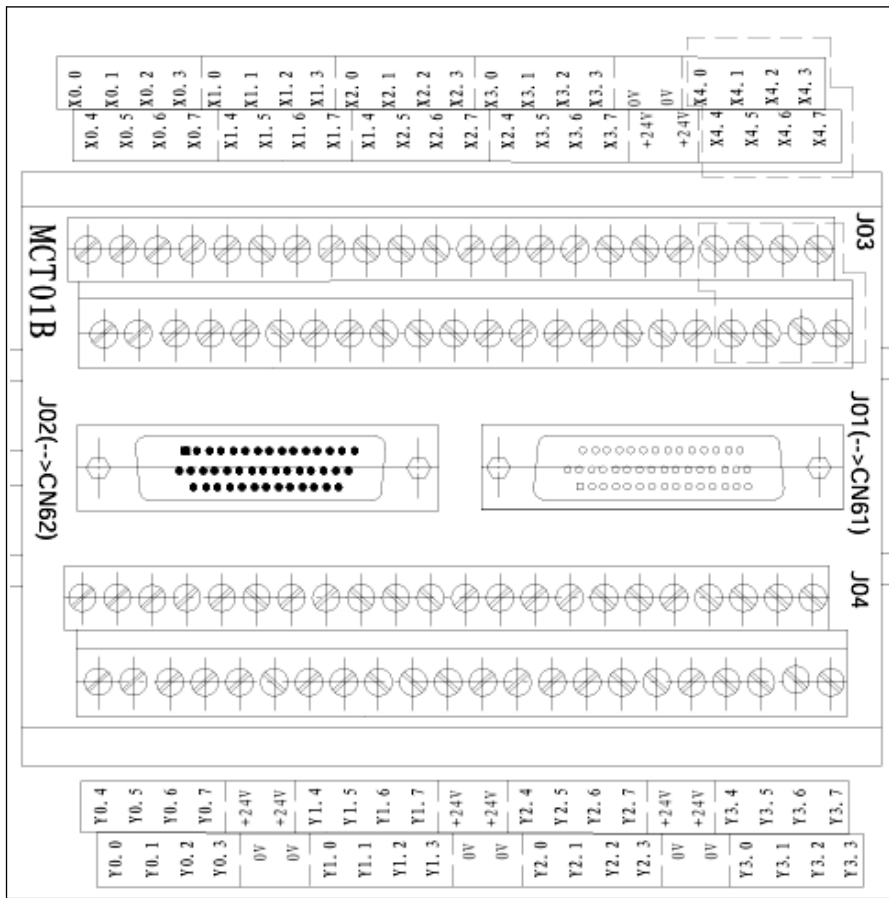 X0.0 X0.1 X0.2 X0.3 X1.0 X1.1 X1.2 X1.3 X2.0 X2.1 X2.2 X2.3 X3.0 X3.1 X3.2 X3.3 0V 0V X4.0 X4.1 X4.2 X4.3
X0.4 X0.5 X0.6 X0.7 X1.4 X1.5 X1.6 X1.7 X1.4 X2.5 X2.6 X2.7 X2.4 X3.5 X3.6 X3.7 +24V +24V X4.4 X4.5 X4.6 X4.7
MCT01B
J03
J02(-->CN62)
J01(-->CN61)
J04
Y0.4 Y0.5 Y0.6 Y0.7 +24V +24V Y1.4 Y1.5 Y1.6 Y1.7 +24V +24V Y2.4 Y2.5 Y2.6 Y2.7 +24V +24V Y3.4 Y3.5 Y3.6 Y3.7
Y0.0 Y0.1 Y0.2 Y0.3 0V 0V Y1.0 Y1.1 Y1.2 Y1.3 0V 0V Y2.0 Y2.1 Y2.2 Y2.3 0V 0V Y3.0 Y3.1 Y3.2 Y3.3